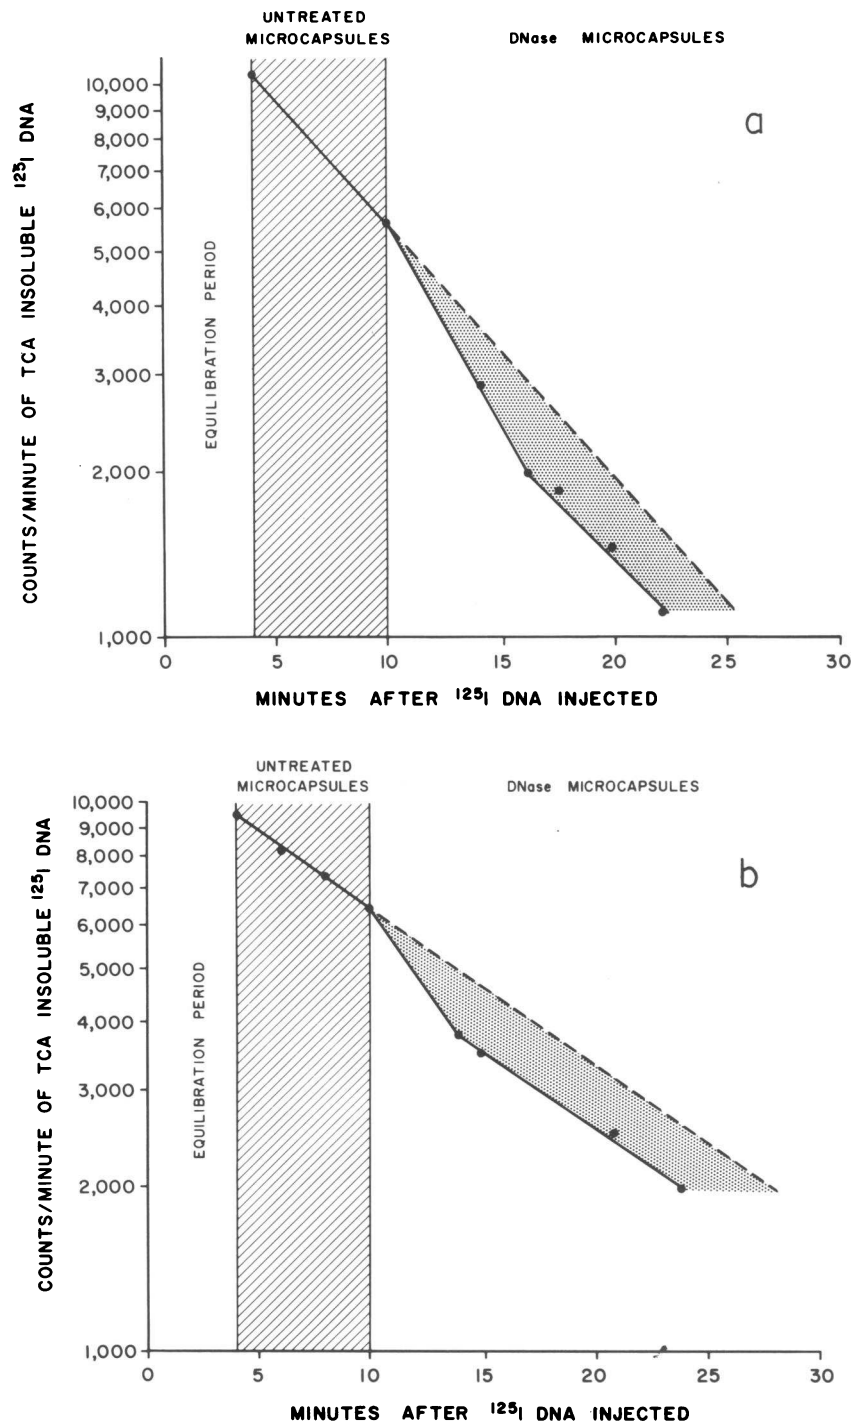 UNTREATED
MICROCAPSULES
DNase MICROCAPSULES
a
10,000
9,000
8,000
7,000
6,000
5,000
4,000
3,000
2,000
1,000
COUNTS/MINUTE OF TCA INSOLUBLE ¹²⁵I DNA
EQUILIBRATION PERIOD
0 5 10 15 20 25 30
MINUTES AFTER ¹²⁵I DNA INJECTED
UNTREATED
MICROCAPSULES
DNase MICROCAPSULES
b
10,000
9,000
8,000
7,000
6,000
5,000
4,000
3,000
2,000
1,000
COUNTS/MINUTE OF TCA INSOLUBLE ¹²⁵I DNA
EQUILIBRATION PERIOD
0 5 10 15 20 25 30
MINUTES AFTER ¹²⁵I DNA INJECTED